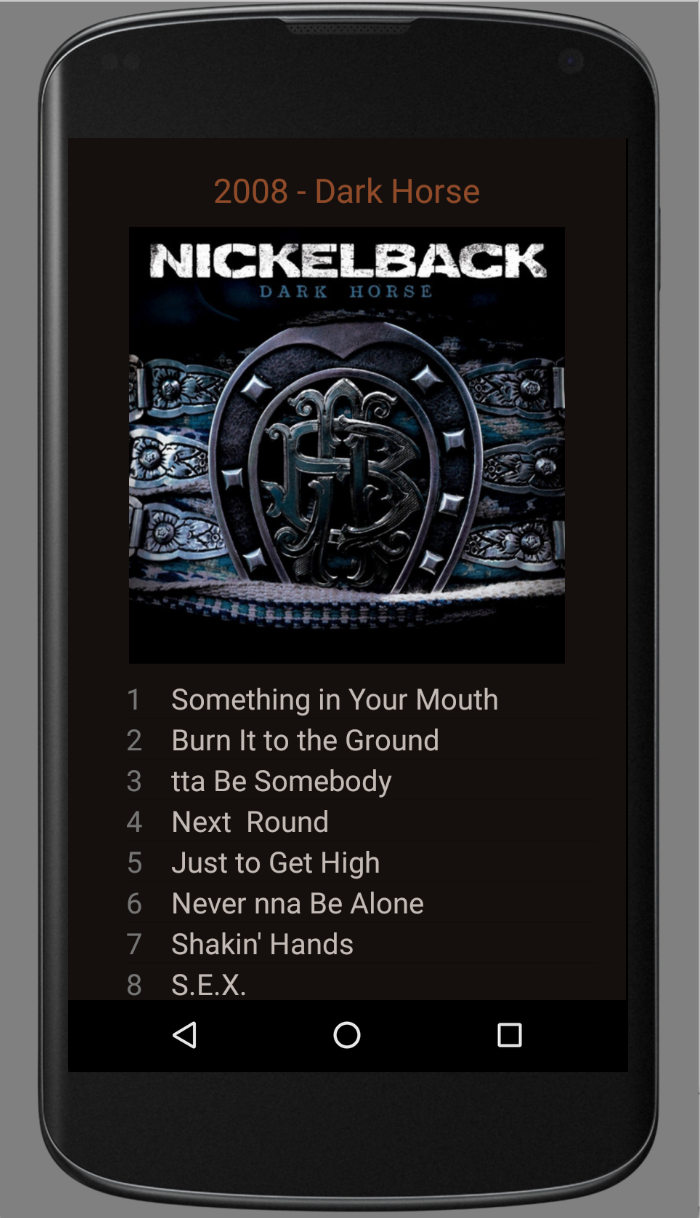 2008 - Dark Horse
NICKELBACK
DARK HORSE
1 Something in Your Mouth
2 Burn It to the Ground
3 tta Be Somebody
4 Next  Round
5 Just to Get High
6 Never nna Be Alone
7 Shakin' Hands
8 S.E.X.